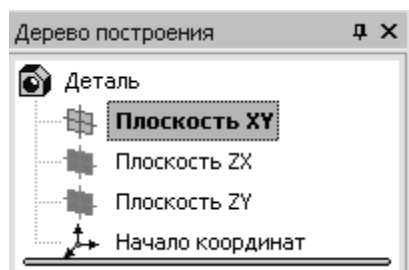 Дерево построения
Деталь
Плоскость XY
Плоскость ZX
Плоскость ZY
Начало координат